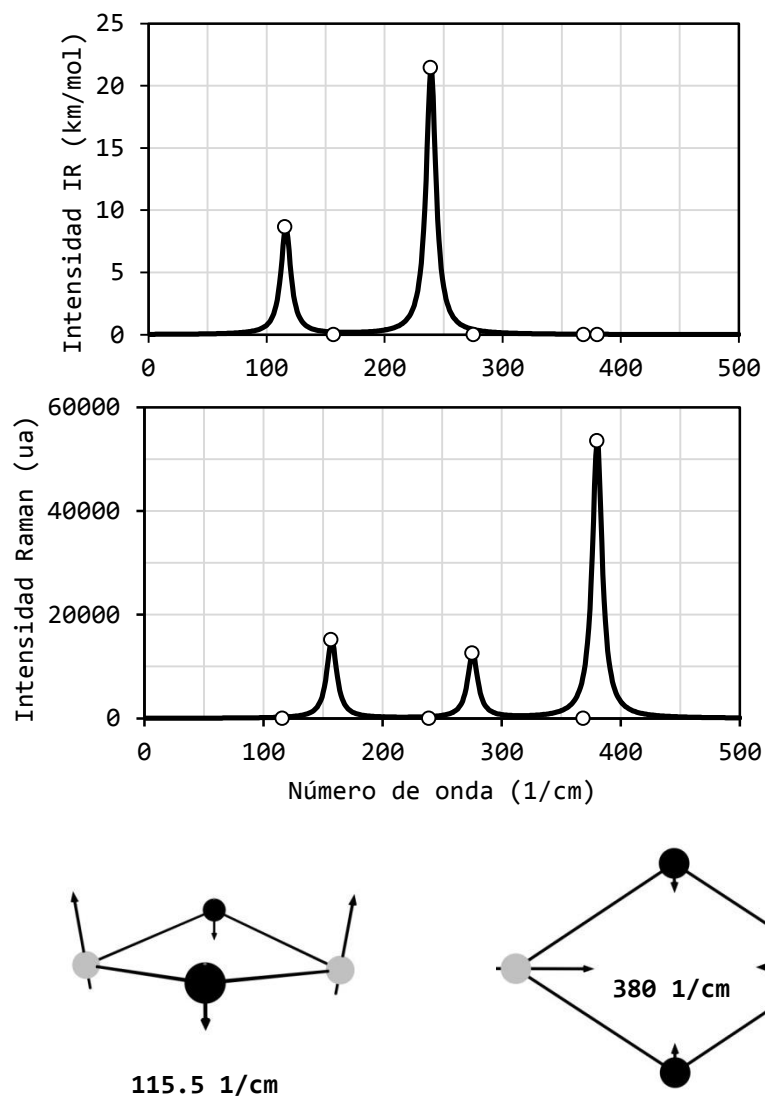 25
20
15
10
5
0
Intensidad IR (km/mol)
0 100 200 300 400 500
60000
40000
20000
0
Intensidad Raman (ua)
0 100 200 300 400 500
Número de onda (1/cm)
380 1/cm
115.5 1/cm